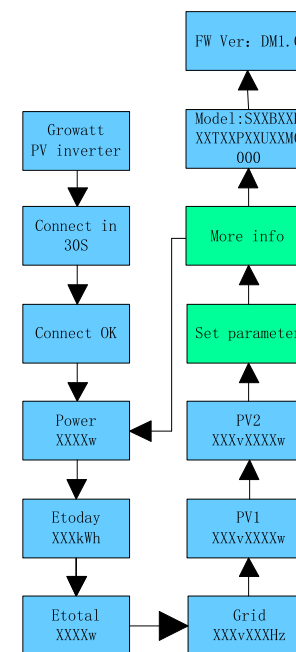 Growatt
PV inverter
Connect in
30S
Connect OK
Power
XXXXw
Etoday
XXXkWh
Etotal
XXXXw
Grid
XXXvXXXHz
PV1
XXXvXXXXw
PV2
XXXvXXXXw
Set parameter
More info
Model:SXXBXX
XXTXXPXXUXXM
000
FW Ver: DM1.